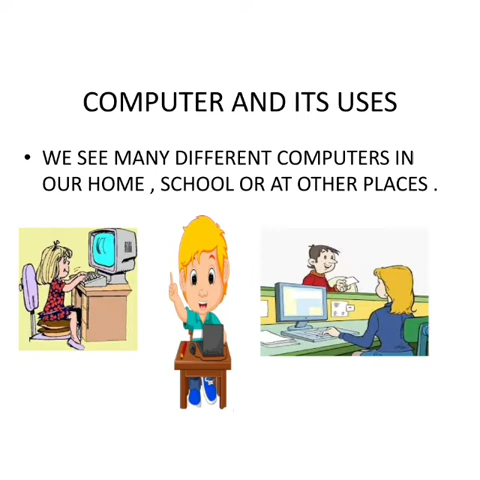 COMPUTER AND ITS USES
• WE SEE MANY DIFFERENT COMPUTERS IN
OUR HOME , SCHOOL OR AT OTHER PLACES .